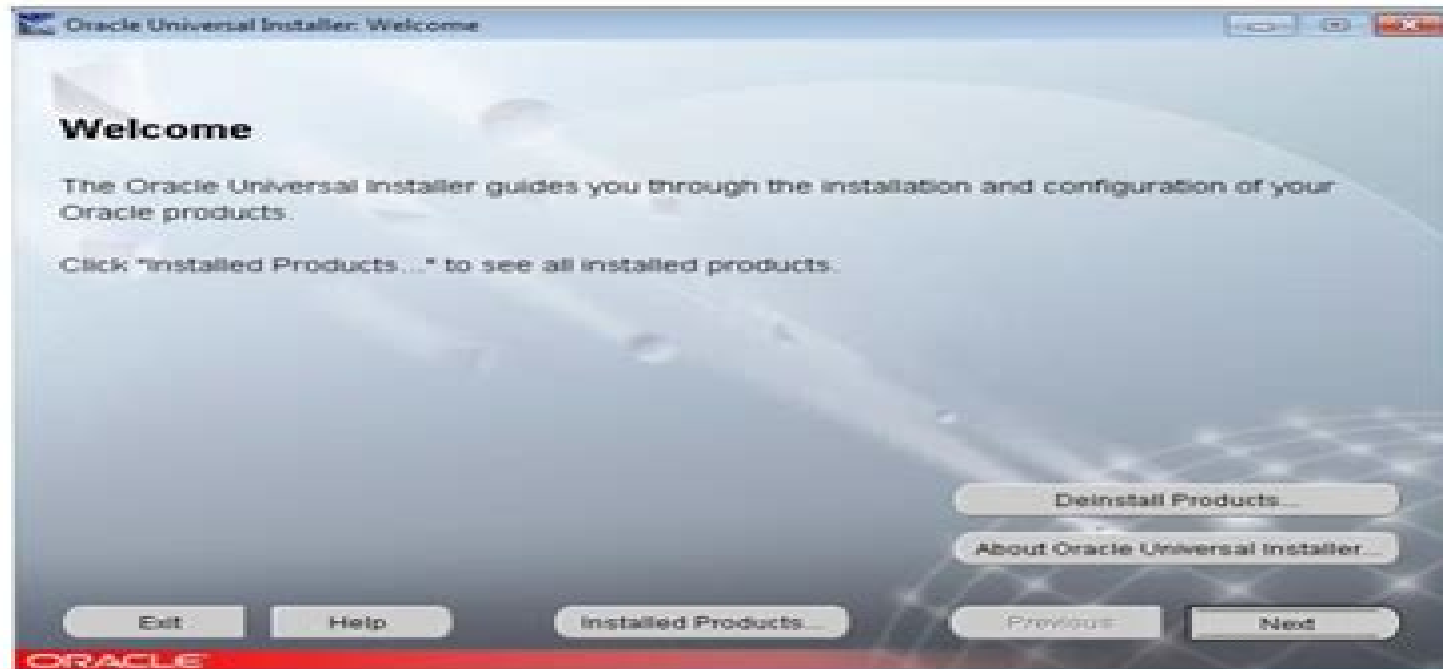 Oracle Universal Installer: Welcome
Welcome
The Oracle Universal Installer guides you through the installation and configuration of your
Oracle products.
Click "Installed Products..." to see all installed products.
Deinstall Products...
About Oracle Universal Installer...
Exit
Help
Installed Products...
Previous
Next
ORACLE